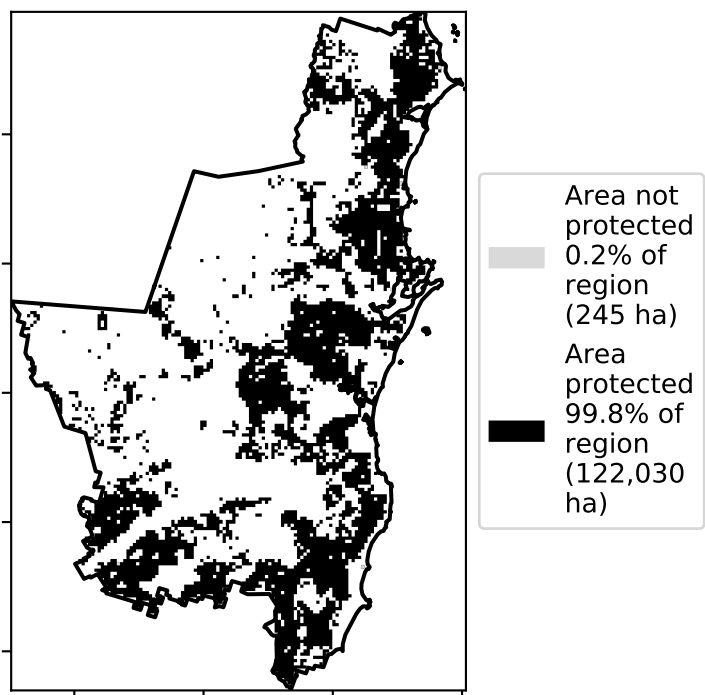 Area not
protected
0.2% of
region
(245 ha)
Area
protected
99.8% of
region
(122,030
ha)